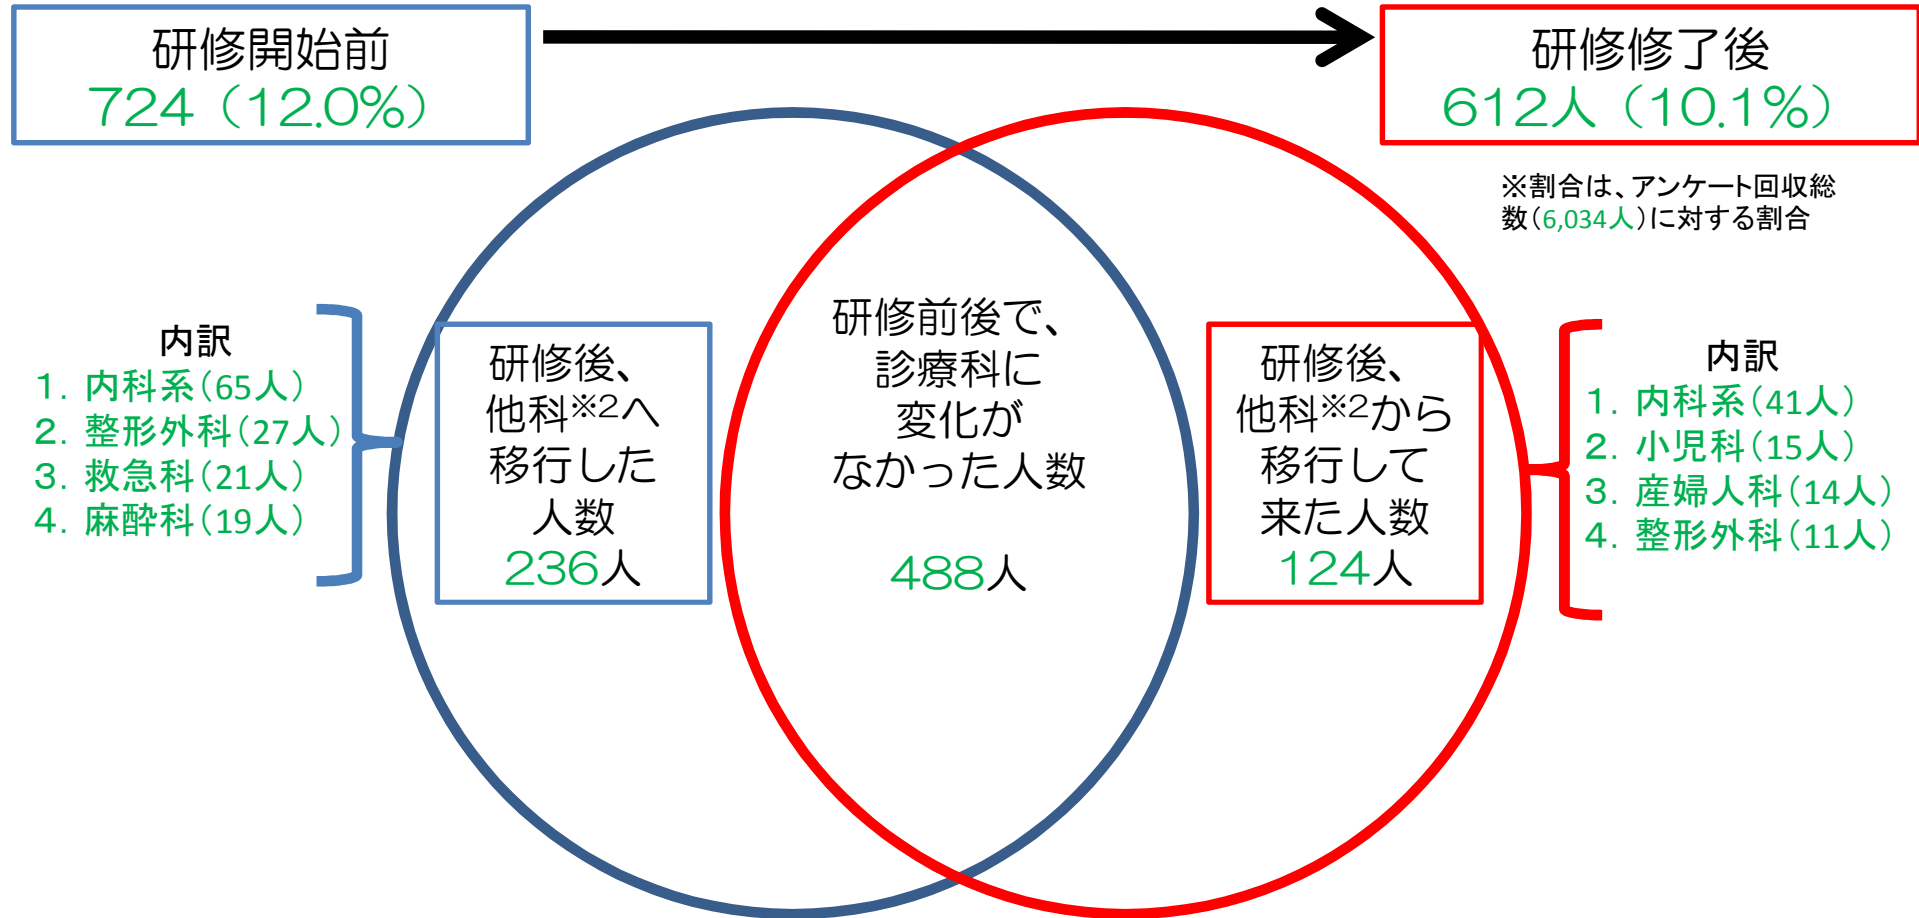 研修開始前
724（12.0%）
研修修了後
612人（10.1%）
※割合は、アンケート回収総
数（6,034人）に対する割合
内訳
1. 内科系（65人）
2. 整形外科（27人）
3. 救急科（21人）
4. 麻酔科（19人）
研修後、
他科※2へ
移行した
人数
236人
研修前後で、
診療科に
変化が
なかった人数
488人
研修後、
他科※2から
移行して
来た人数
124人
内訳
1. 内科系（41人）
2. 小児科（15人）
3. 産婦人科（14人）
4. 整形外科（11人）